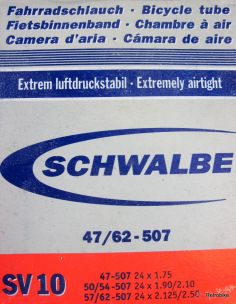 Fahrradschlauch · Bicycle tube
Fietsbinnenband · Chambre à air
Camera d'aria · Cámara de aire
Extrem luftdruckstabil · Extremely airtight
SCHWALBE
47/62-507
SV 10
47-507 24 x 1.75
50/54-507 24 x 1.90/2.10
57/62-507 24 x 2.125/2.50